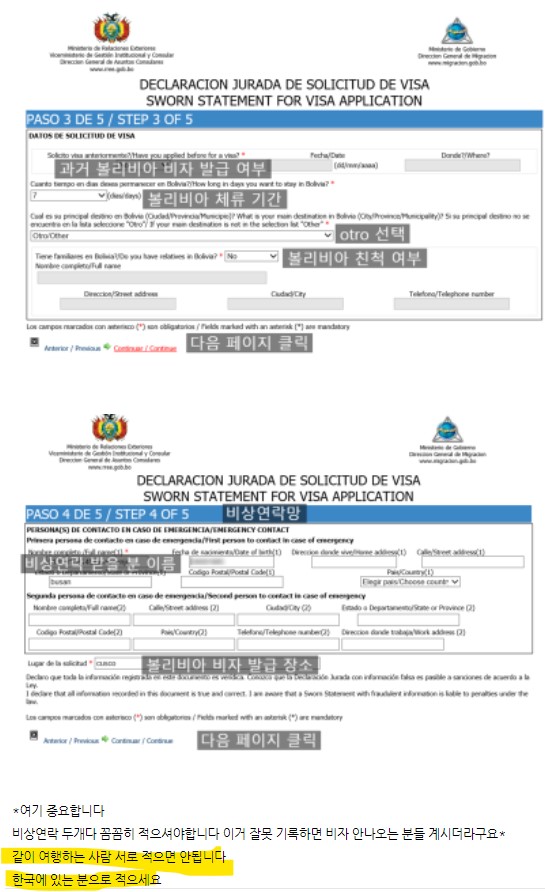 Ministerio de Relaciones Exteriores
Viceministerio de Gestión Institucional y Consular
Direccion General de Asuntos Consulares
www.rree.gob.bo
Ministerio de Gobierno
Direccion General de Migracion
www.migracion.gob.bo
DECLARACION JURADA DE SOLICITUD DE VISA
SWORN STATEMENT FOR VISA APPLICATION
PASO 3 DE 5 / STEP 3 OF 5
DATOS DE SOLICITUD DE VISA
Solicito visa anteriormente?/Have you applied before for a visa? * Fecha/Date Donde?/Where?
과거 볼리비아 비자 발급 여부 (dd/mm/aaaa)
Cuanto tiempo en dias desea permanecer en Bolivia?/How long in days you want to stay in Bolivia? *
7 (dias/days) 볼리비아 체류 기간
Cual es su principal destino en Bolivia (Ciudad/Provincia/Municipio)? What is your main destination in Bolivia (City/Province/Municipality)? Si su principal destino no se
encuentra en la lista seleccione "Otro"/ If your main destination is not in the selection list "Other" *
Otro/Other otro 선택
Tiene familiares en Bolivia?/Do you have relatives in Bolivia? * No 볼리비아 친척 여부
Nombre completo/Full name
Direccion/Street address Ciudad/City Telefono/Telephone number
Los campos marcados con asterisco (*) son obligatorios / Fields marked with an asterisk (*) are mandatory
Anterior / Previous Continuar / Continue 다음 페이지 클릭
Ministerio de Relaciones Exteriores
Viceministerio de Gestión Institucional y Consular
Direccion General de Asuntos Consulares
www.rree.gob.bo
Ministerio de Gobierno
Direccion General de Migracion
www.migracion.gob.bo
DECLARACION JURADA DE SOLICITUD DE VISA
SWORN STATEMENT FOR VISA APPLICATION
PASO 4 DE 5 / STEP 4 OF 5 비상연락망
PERSONA(S) DE CONTACTO EN CASO DE EMERGENCIA/EMERGENCY CONTACT
Primera persona de contacto en caso de emergencia/First person to contact in case of emergency
Nombre completo/Full name(1) * Fecha de nacimiento/Date of birth(1) Direccion donde vive/Home address(1) Calle/Street address(1)
비상연락 받을 분 이름
Codigo Postal/Postal Code(1) Pais/Country(1)
busan Elegir pais/Choose country
Segunda persona de contacto en caso de emergencia/Second person to contact in case of emergency
Nombre completo/Full name(2) Calle/Street address (2) Ciudad/City (2) Estado o Departamento/State or Province (2)
Codigo Postal/Postal Code(2) Pais/Country(2) Telefono/Telephone number(2) Direccion donde trabaja/Work address (2)
Lugar de la solicitud * CUSCO 볼리비아 비자 발급 장소
Declaro que toda la información registrada en este documento es verídica. Conozco que la Declaración Jurada con información falsa es pasible a sanciones de acuerdo a la
Ley.
I declare that all information recorded in this document is true and correct. I am aware that a Sworn Statement with fraudulent information is liable to penalties under the
law.
Los campos marcados con asterisco (*) son obligatorios / Fields marked with an asterisk (*) are mandatory
Anterior / Previous Continuar / Continue 다음 페이지 클릭
*여기 중요합니다
비상연락 두개다 꼼꼼히 적으셔야합니다 이거 잘못 기록하면 비자 안나오는 분들 계시더라구요*
같이 여행하는 사람 서로 적으면 안됩니다
한국에 있는 분으로 적으세요